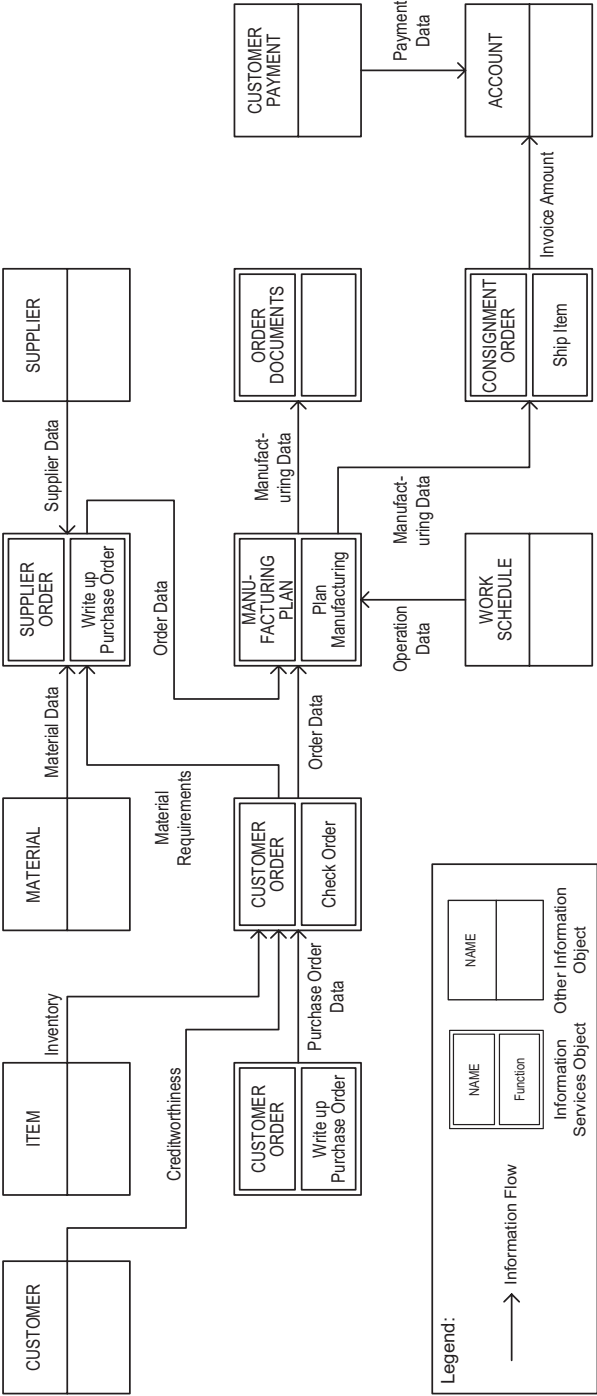 CUSTOMER
ITEM
MATERIAL
SUPPLIER
ORDER
Write up
Purchase Order
SUPPLIER
Inventory
Material Data
Supplier Data
Creditworthiness
Material
Requirements
Order Data
CUSTOMER
ORDER
Write up
Purchase Order
Purchase Order
Data
CUSTOMER
ORDER
Check Order
Order Data
MANU-
FACTURING
PLAN
Plan
Manufacturing
Manufact-
uring Data
ORDER
DOCUMENTS
CUSTOMER
PAYMENT
Operation
Data
Manufact-
uring Data
Payment
Data
WORK
SCHEDULE
CONSIGNMENT
ORDER
Ship Item
Invoice Amount
ACCOUNT
Legend:
Information Flow
NAME
Function
Information
Services Object
NAME
Other Information
Object